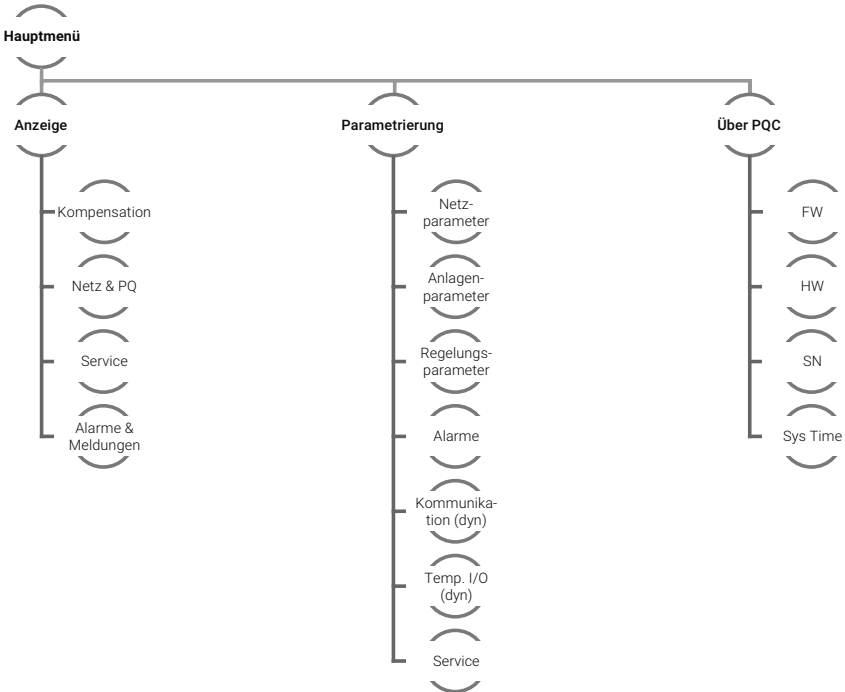 Hauptmenü
Anzeige
Parametrierung
Über PQC
Kompensation
Netz & PQ
Service
Alarme &
Meldungen
Netz-
parameter
Anlagen-
parameter
Regelungs-
parameter
Alarme
Kommunika-
tion (dyn)
Temp. I/O
(dyn)
Service
FW
HW
SN
Sys Time